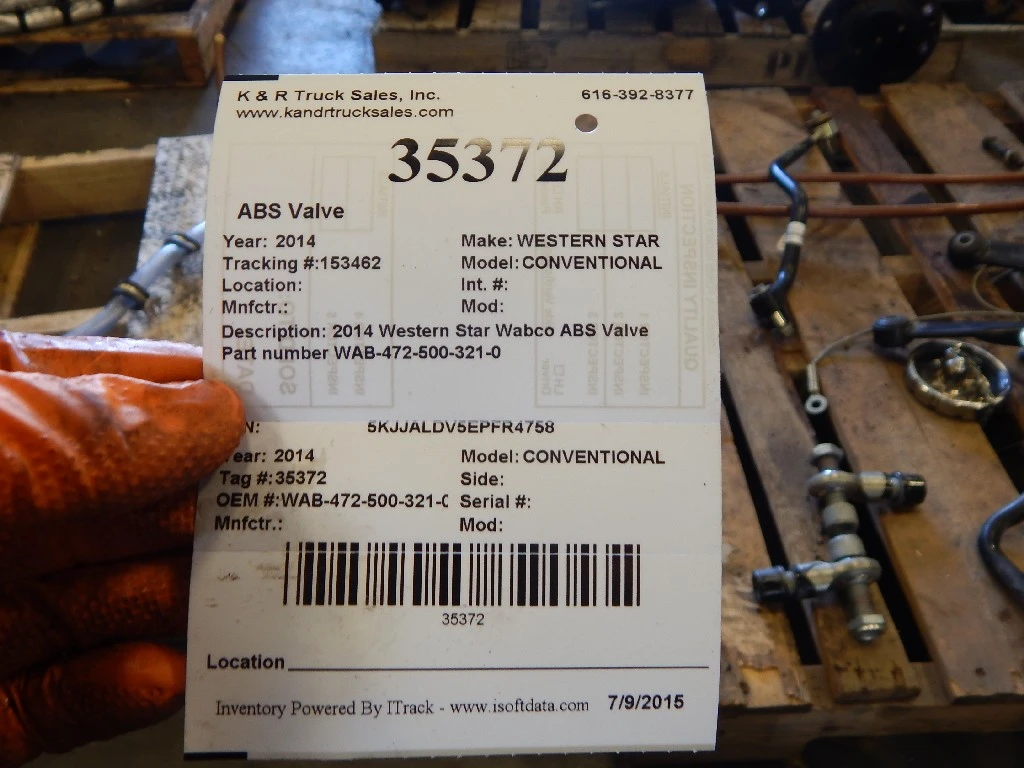 K & R Truck Sales, Inc. 616-392-8377
www.kandrtrucksales.com
35372
ABS Valve
Year: 2014 Make: WESTERN STAR
Tracking #:153462 Model: CONVENTIONAL
Location: Int. #:
Mnfctr.: Mod:
Description: 2014 Western Star Wabco ABS Valve
Part number WAB-472-500-321-0
N: 5KJJALDV5EPFR4758
ear: 2014 Model: CONVENTIONAL
Tag #:35372 Side:
OEM #:WAB-472-500-321-0 Serial #:
Mnfctr.: Mod:
35372
Location
Inventory Powered By ITrack - www.isoftdata.com 7/9/2015
QUALITY INSPECTION